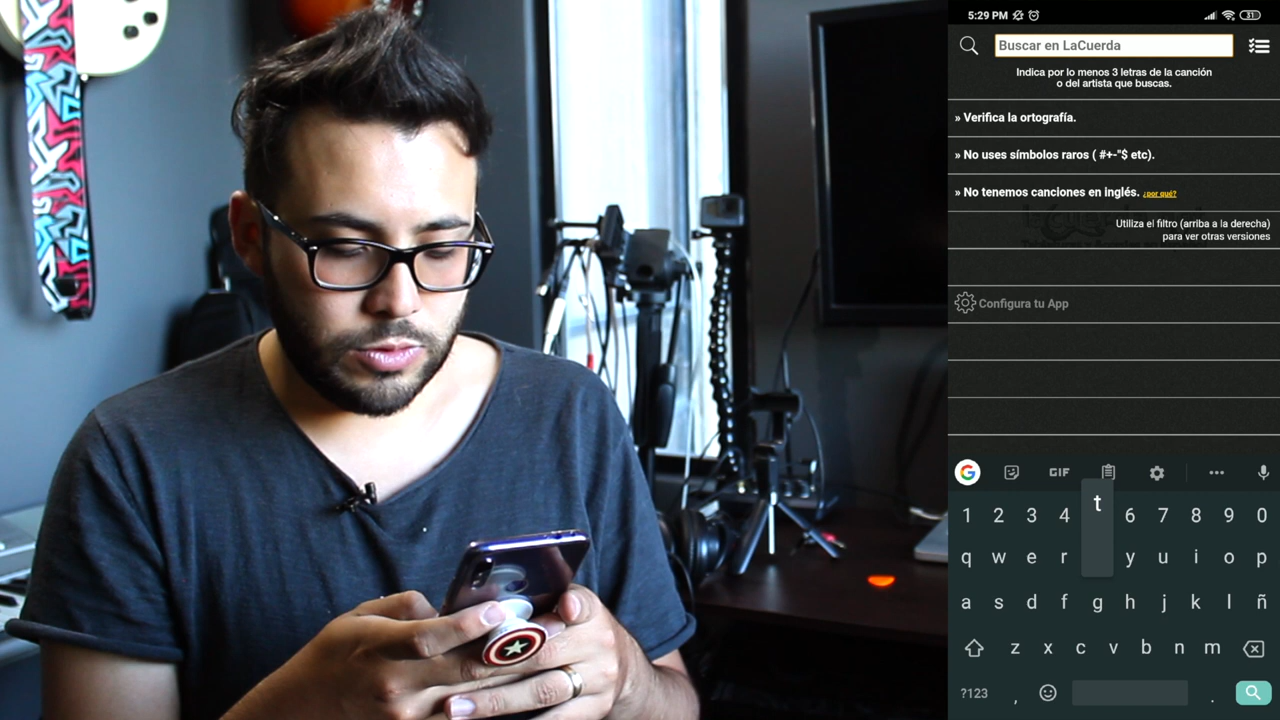 5:29 PM
31
Buscar en LaCuerda
Indica por lo menos 3 letras de la canción
o del artista que buscas.
» Verifica la ortografía.
» No uses símbolos raros ( #+-"$ etc).
» No tenemos canciones en inglés. ¿por qué?
Utiliza el filtro (arriba a la derecha)
para ver otras versiones
Configura tu App
G GIF
t
1 2 3 4 6 7 8 9 0
q w e r y u i o p
a s d f g h j k l ñ
z x c v b n m
?123 , .